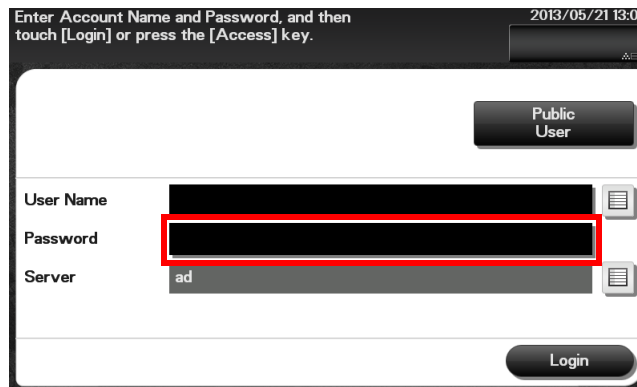 Enter Account Name and Password, and then
touch [Login] or press the [Access] key.
2013/05/21 13:0
Public
User
User Name
Password
Server
ad
Login